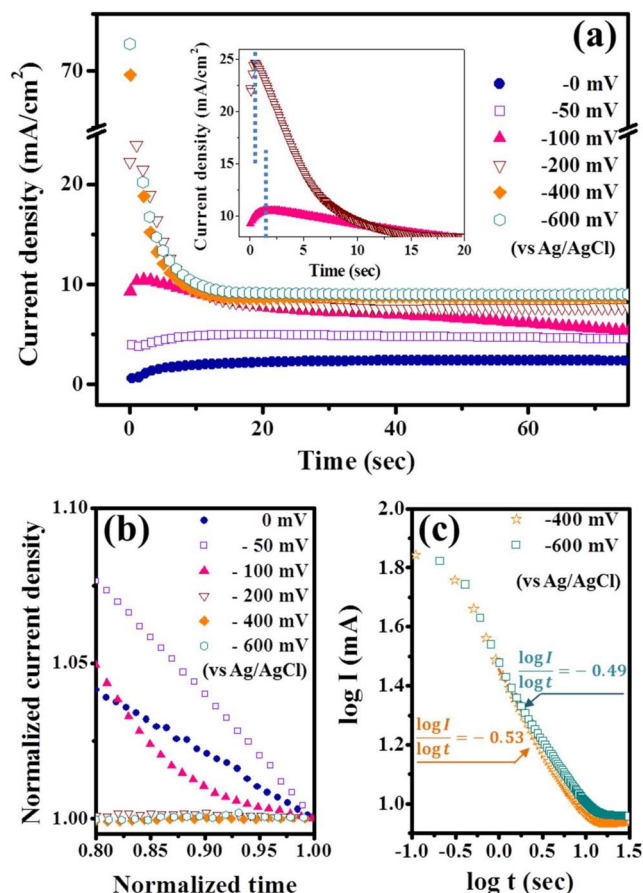 (a)
Current density (mA/cm²)
70
20
10
0
0
20
40
60
Time (sec)
-0 mV
-50 mV
-100 mV
-200 mV
-400 mV
-600 mV
(vs Ag/AgCl)
Current density (mA/cm²)
25
20
15
10
0
5
10
15
20
Time (sec)
(b)
Normalized current density
1.10
1.05
1.00
0.80
0.85
0.90
0.95
1.00
Normalized time
0 mV
- 50 mV
- 100 mV
- 200 mV
- 400 mV
- 600 mV
(vs Ag/AgCl)
(c)
log I (mA)
2.0
1.8
1.6
1.4
1.2
1.0
-1.0
-0.5
0.0
0.5
1.0
1.5
log t (sec)
-400 mV
-600 mV
(vs Ag/AgCl)
log I
log t
= - 0.49
log I
log t
= - 0.53